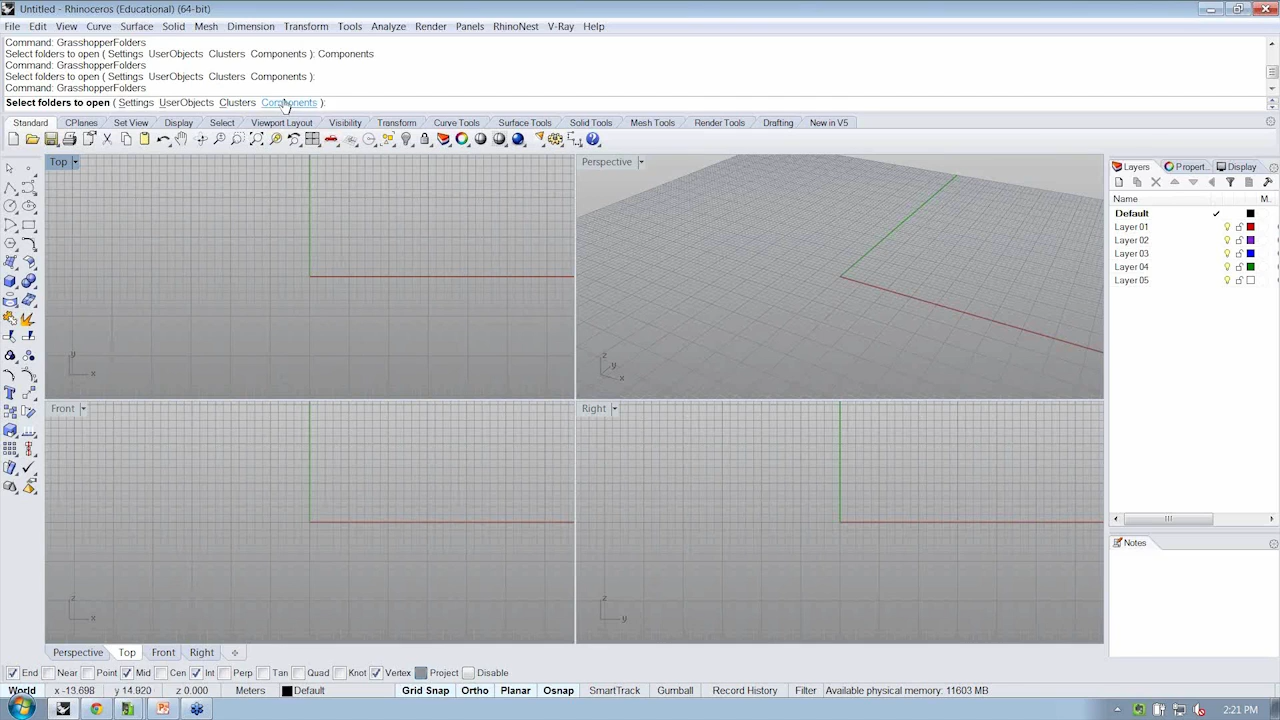 Untitled - Rhinoceros (Educational) (64-bit)
File Edit View Curve Surface Solid Mesh Dimension Transform Tools Analyze Render Panels RhinoNest V-Ray Help
Command: GrasshopperFolders
Select folders to open ( Settings UserObjects Clusters Components ): Components
Command: GrasshopperFolders
Select folders to open ( Settings UserObjects Clusters Components ):
Command: GrasshopperFolders
Select folders to open ( Settings UserObjects Clusters Components ):
Standard CPlanes Set View Display Select Viewport Layout Visibility Transform Curve Tools Surface Tools Solid Tools Mesh Tools Render Tools Drafting New in V5
Top
Perspective
Layers Propert Display
Name M..
Default
Layer 01
Layer 02
Layer 03
Layer 04
Layer 05
y
x
z
y
x
Front
Right
Notes
z
x
z
y
Perspective Top Front Right
End Near Point Mid Cen Int Perp Tan Quad Knot Vertex Project Disable
World x -13.698 y 14.920 z 0.000 Meters Default Grid Snap Ortho Planar Osnap SmartTrack Gumball Record History Filter Available physical memory: 11603 MB
2:21 PM